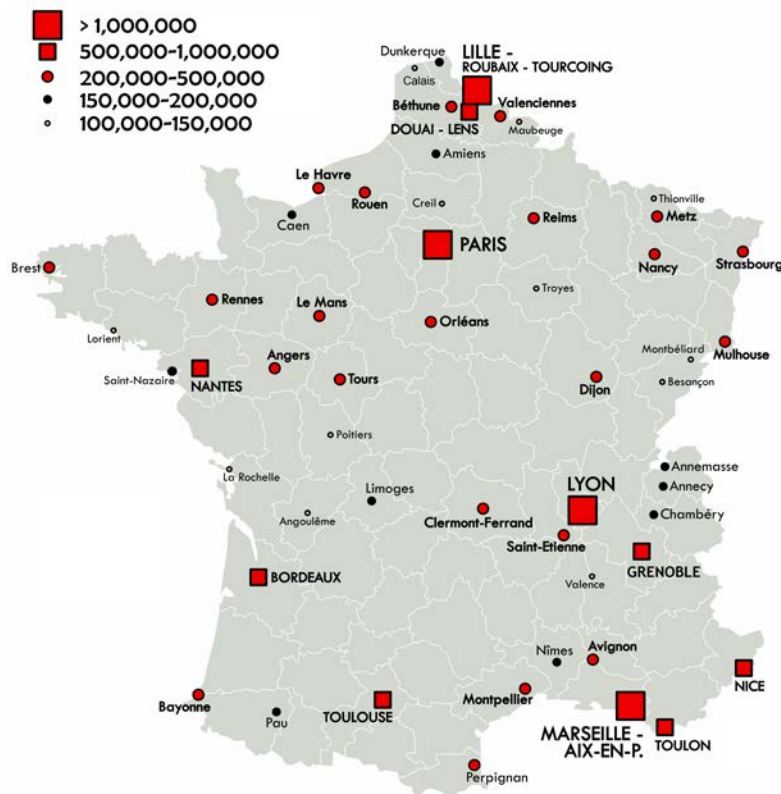 > 1,000,000
500,000-1,000,000
200,000-500,000
150,000-200,000
100,000-150,000
Dunkerque
Calais
LILLE -
ROUBAIX - TOURCOING
Béthune
Valenciennes
DOUAI - LENS
Maubeuge
Amiens
Le Havre
Rouen
Creil
Reims
Thionville
Metz
Caen
PARIS
Nancy
Strasbourg
Brest
Rennes
Le Mans
Troyes
Orléans
Lorient
Mulhouse
Montbéliard
Angers
Saint-Nazaire
NANTES
Tours
Dijon
Besançon
Poitiers
La Rochelle
Annemasse
Limoges
LYON
Annecy
Angoulême
Clermont-Ferrand
Chambéry
Saint-Etienne
GRENOBLE
BORDEAUX
Valence
Nîmes
Avignon
NICE
Bayonne
Montpellier
TOULOUSE
Pau
MARSEILLE -
AIX-EN-P.
TOULON
Perpignan